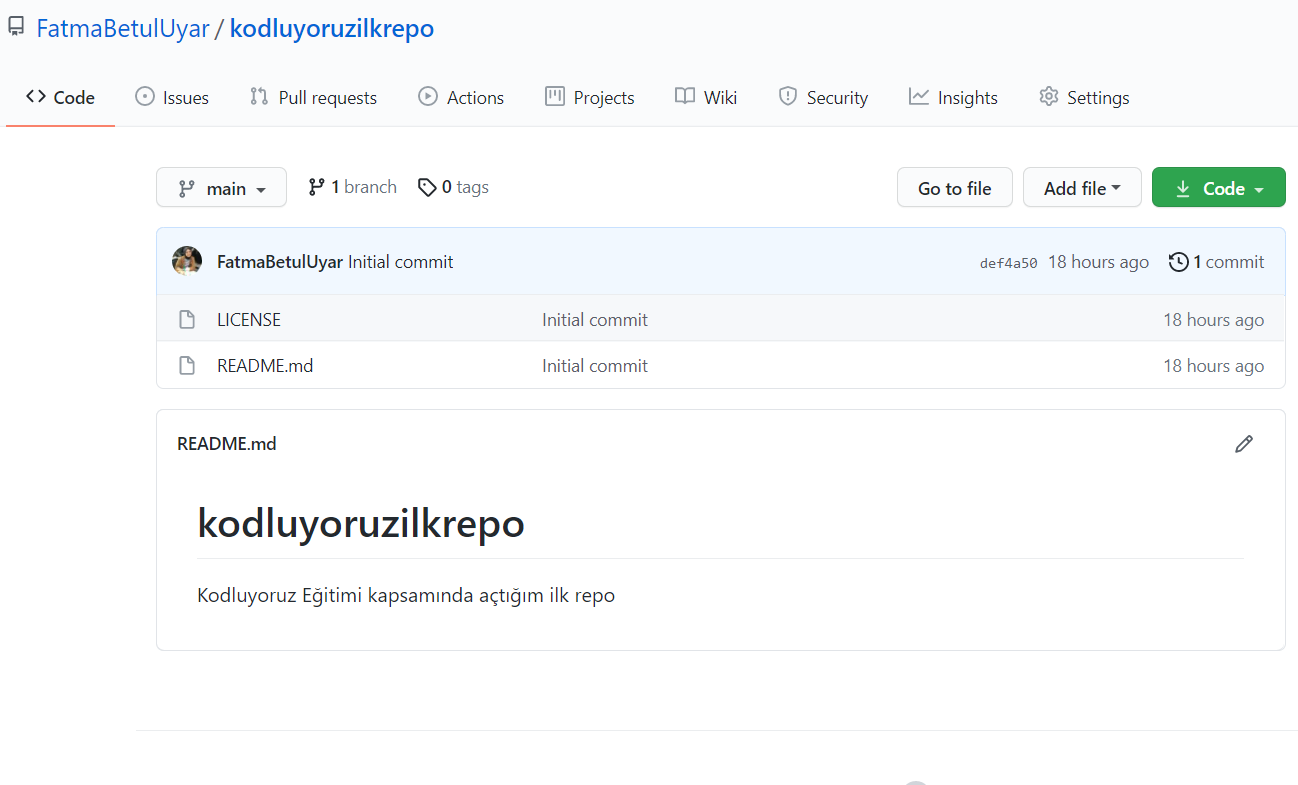 FatmaBetulUyar / kodluyoruzilkrepo
Code Issues Pull requests Actions Projects Wiki Security Insights Settings
main 1 branch 0 tags Go to file Add file Code
FatmaBetulUyar Initial commit def4a50 18 hours ago 1 commit
LICENSE Initial commit 18 hours ago
README.md Initial commit 18 hours ago
README.md
kodluyoruzilkrepo
Kodluyoruz Eğitimi kapsamında açtığım ilk repo